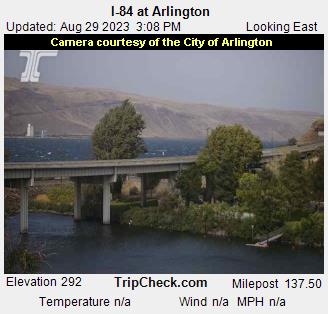 I-84 at Arlington
Updated: Aug 29 2023 3:08 PM Looking East
Camera courtesy of the City of Arlington
Elevation 292 TripCheck.com Milepost 137.50
Temperature n/a Wind n/a MPH n/a